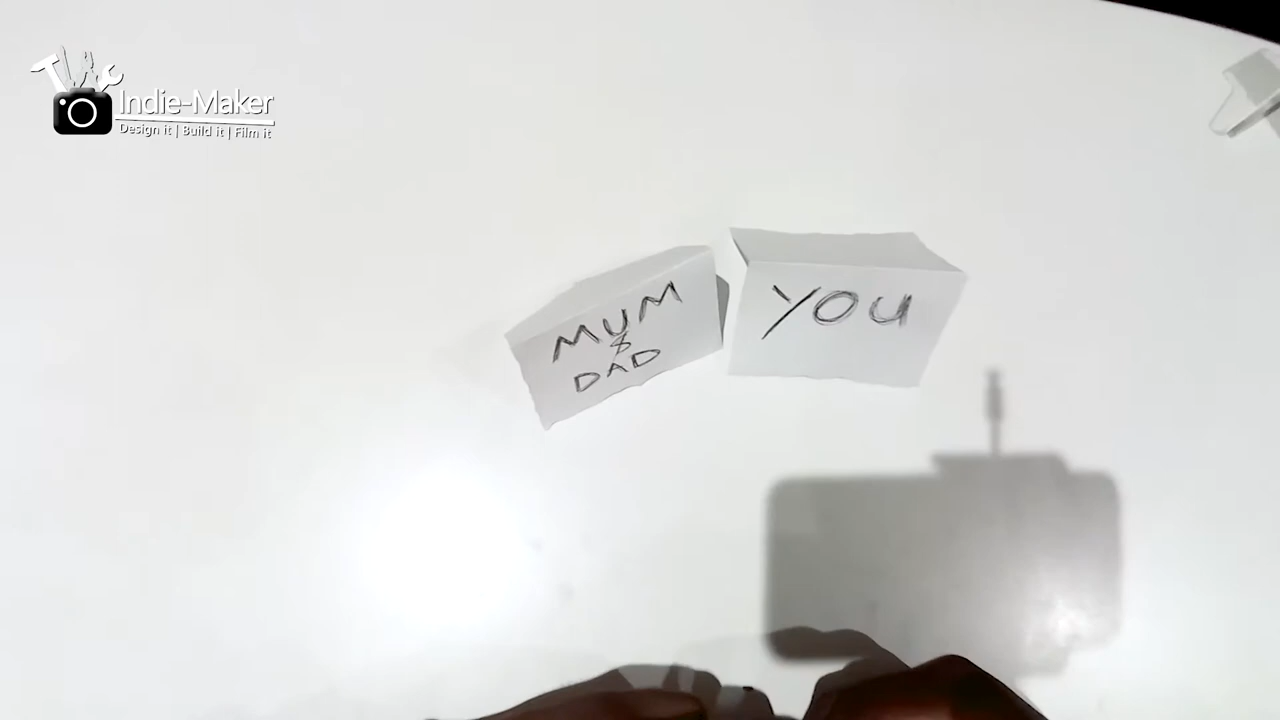 Indie-Maker
Design it | Build it | Film it
MUM
&
DAD
YOU